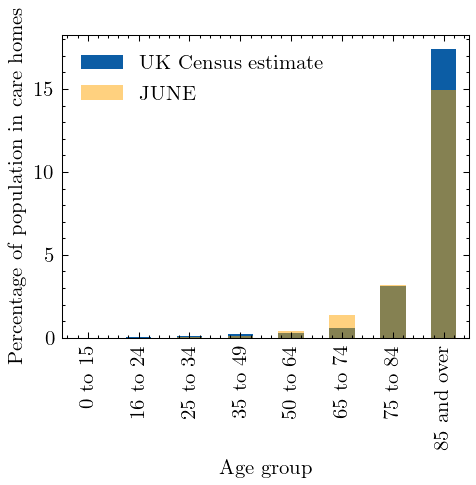 Percentage of population in care homes
UK Census estimate
JUNE
15
10
5
0
0 to 15
16 to 24
25 to 34
35 to 49
50 to 64
65 to 74
75 to 84
85 and over
Age group